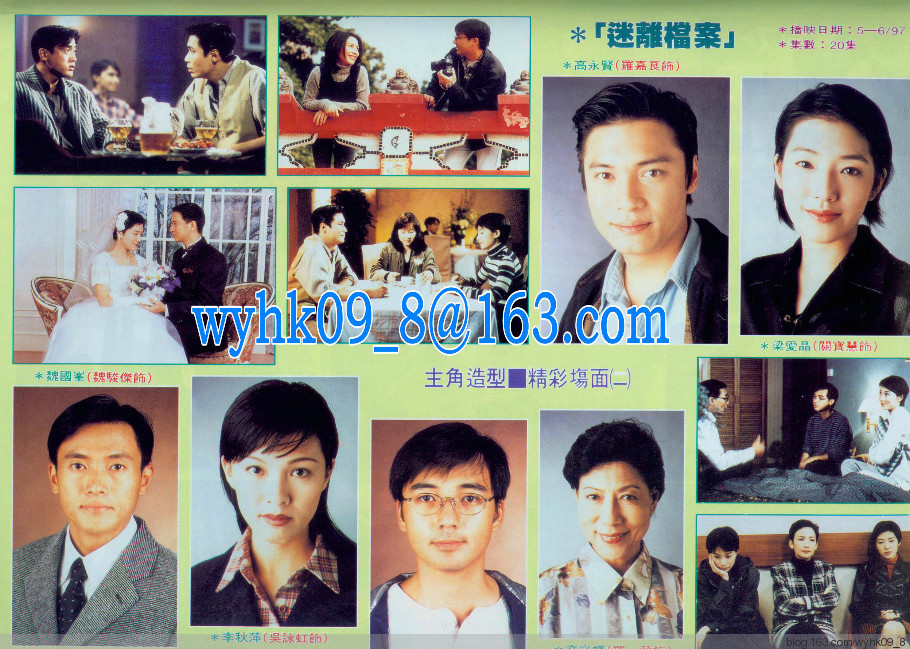 *「迷離檔案」
*播映日期：5—6/97
*集數：20集
*高永賢(羅嘉良飾)
wyhk09_8@163.com
*梁愛晶(關寶慧飾)
*魏國峯(魏駿傑飾)
主角造型■精彩場面(二)
*李秋萍(吳詠虹飾)
blog.163.com/wyhk09_8